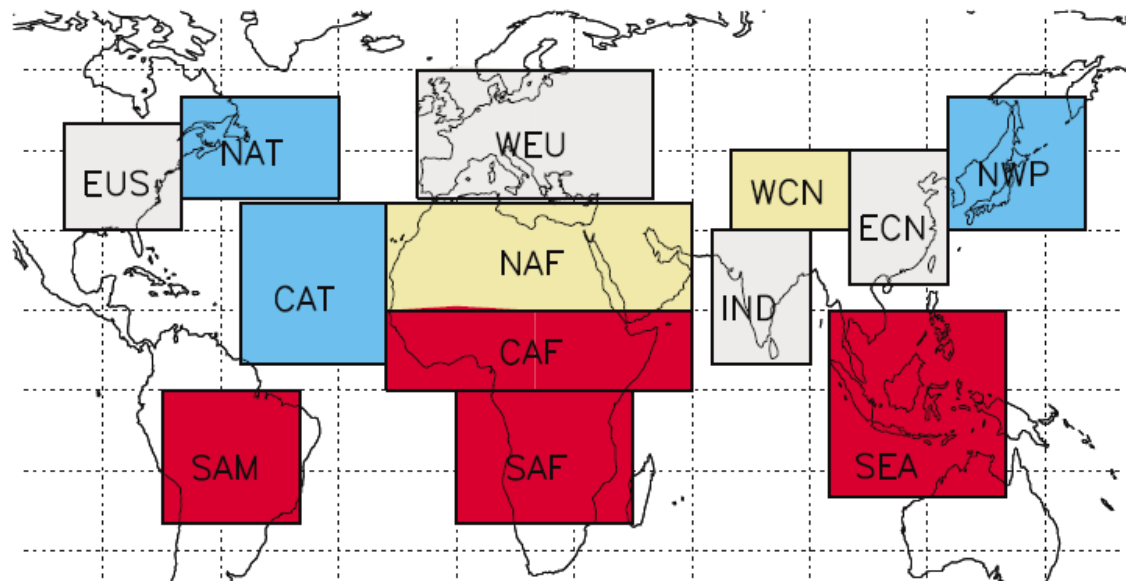 NAT
WEU
EUS
WCN
NWP
ECN
NAF
CAT
IND
CAF
SAM
SAF
SEA